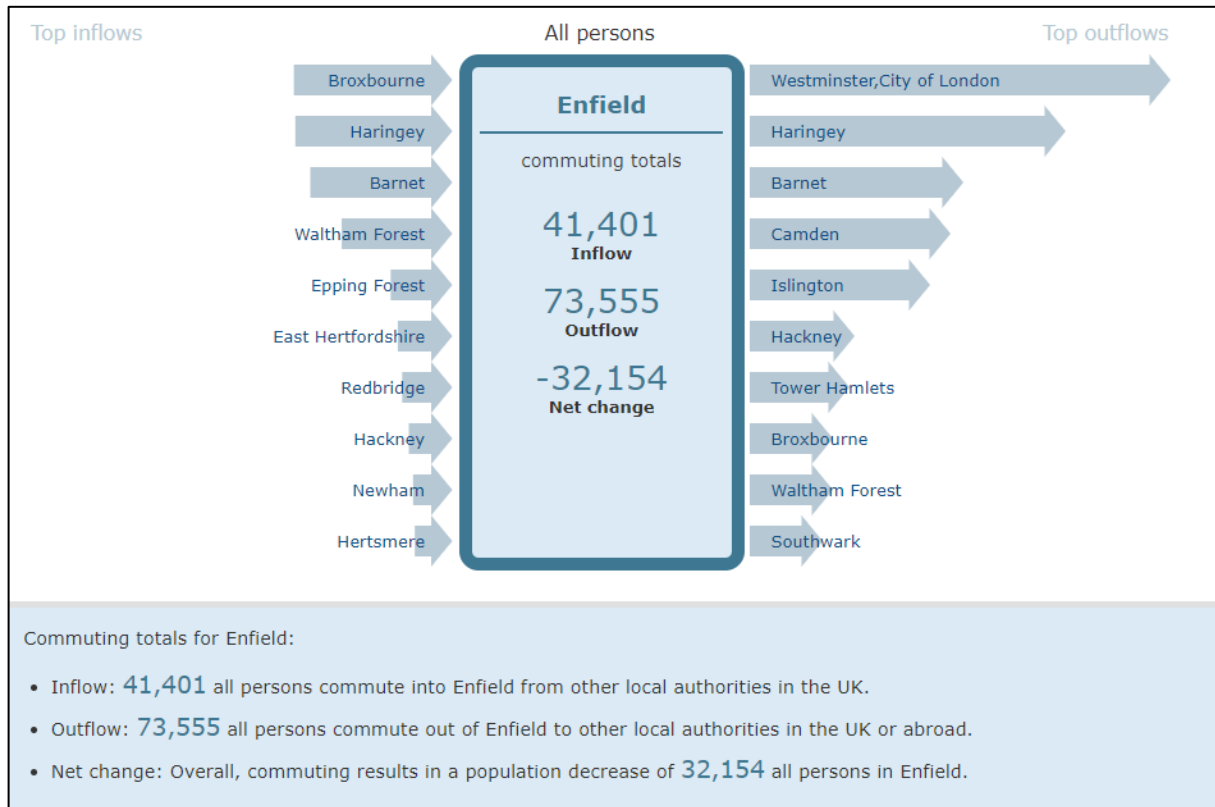 Top inflows
All persons
Top outflows
Broxbourne
Haringey
Barnet
Waltham Forest
Epping Forest
East Hertfordshire
Redbridge
Hackney
Newham
Hertsmere
Enfield
commuting totals
41,401
Inflow
73,555
Outflow
-32,154
Net change
Westminster,City of London
Haringey
Barnet
Camden
Islington
Hackney
Tower Hamlets
Broxbourne
Waltham Forest
Southwark
Commuting totals for Enfield:
• Inflow: 41,401 all persons commute into Enfield from other local authorities in the UK.
• Outflow: 73,555 all persons commute out of Enfield to other local authorities in the UK or abroad.
• Net change: Overall, commuting results in a population decrease of 32,154 all persons in Enfield.